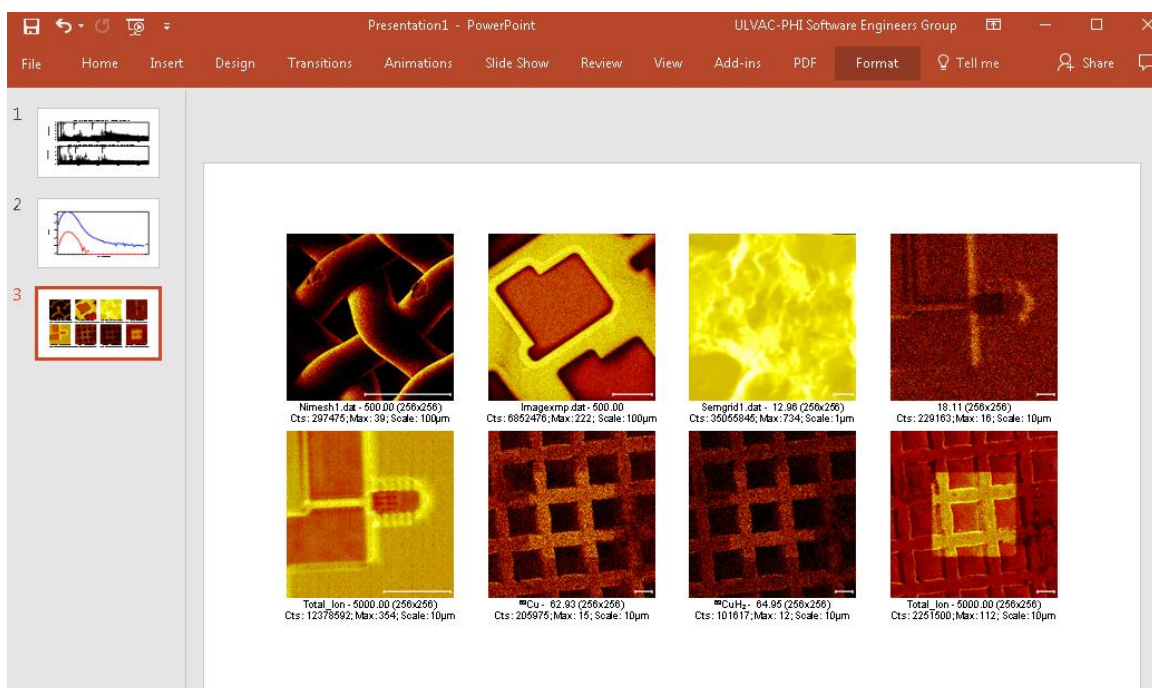 Presentation1 - PowerPoint
ULVAC-PHI Software Engineers Group
File Home Insert Design Transitions Animations Slide Show Review View Add-ins PDF Format Tell me Share
1
2
3
Nimesh1.dat - 500.00 (256x256)
Cts: 297475; Max: 39; Scale: 100µm
Imagexmp.dat - 500.00
Cts: 6852476; Max: 222; Scale: 100µm
Semgrid1.dat - 12.96 (256x256)
Cts: 35055845; Max: 734; Scale: 1µm
18.11 (256x256)
Cts: 229163; Max: 16; Scale: 10µm
Total_Ion - 5000.00 (256x256)
Cts: 12378592; Max: 354; Scale: 10µm
Cu - 62.93 (256x256)
Cts: 205975; Max: 15; Scale: 10µm
CuH₂ - 64.95 (256x256)
Cts: 101617; Max: 12; Scale: 10µm
Total_Ion - 5000.00 (256x256)
Cts: 2251500; Max: 112; Scale: 10µm